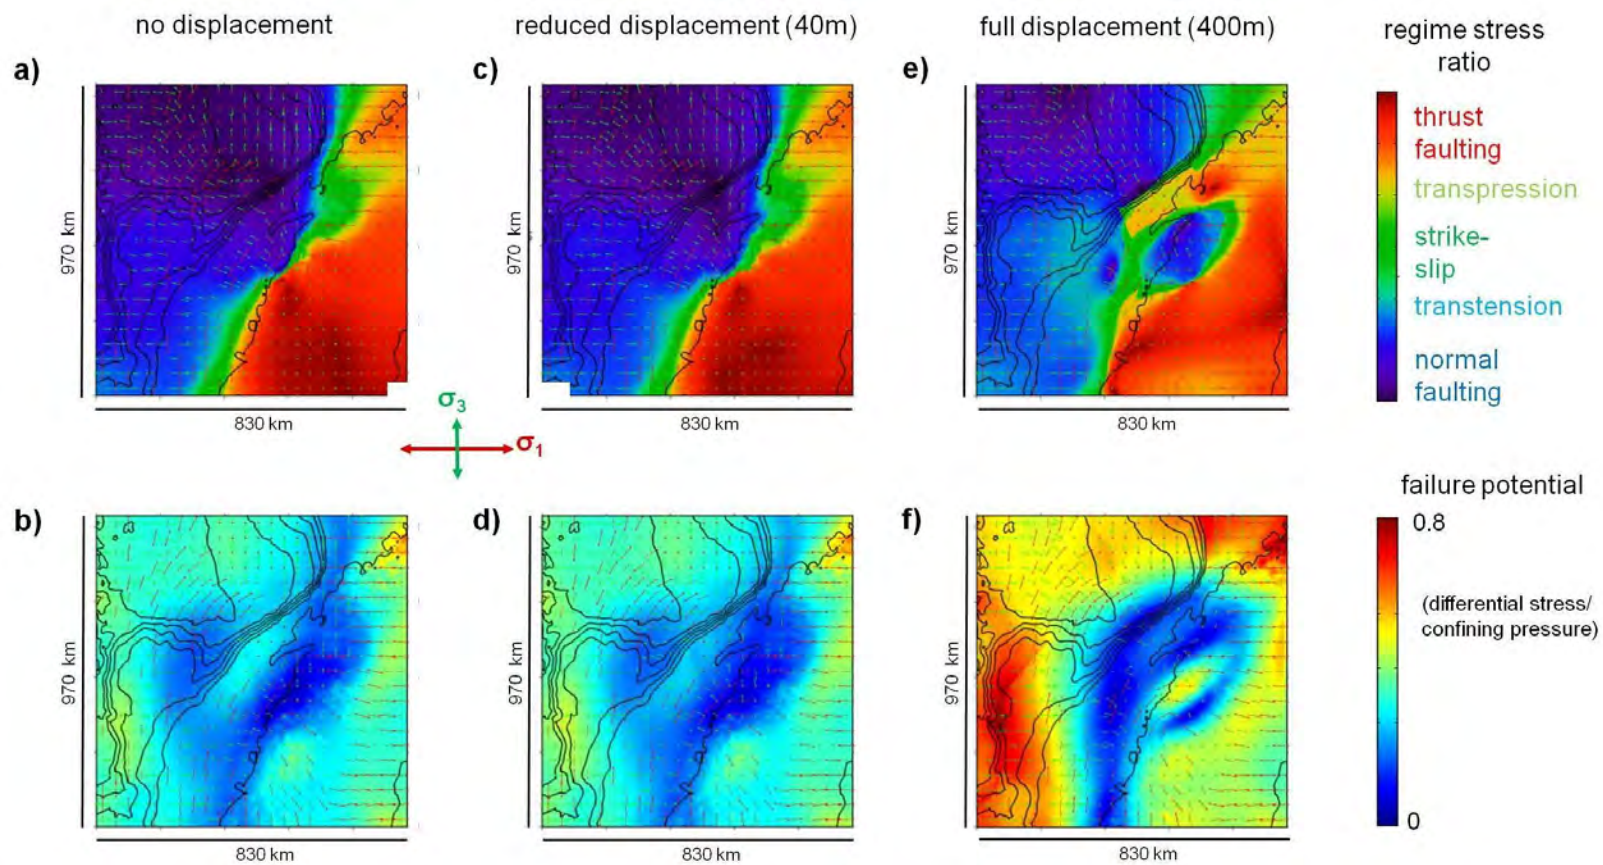 no displacement
reduced displacement (40m)
full displacement (400m)
regime stress
ratio
a)
c)
e)
thrust
faulting
transpression
strike-
slip
transtension
normal
faulting
970 km
970 km
970 km
830 km
830 km
830 km
σ3
σ1
failure potential
b)
d)
f)
0.8
(differential stress/
confining pressure)
0
970 km
970 km
970 km
830 km
830 km
830 km